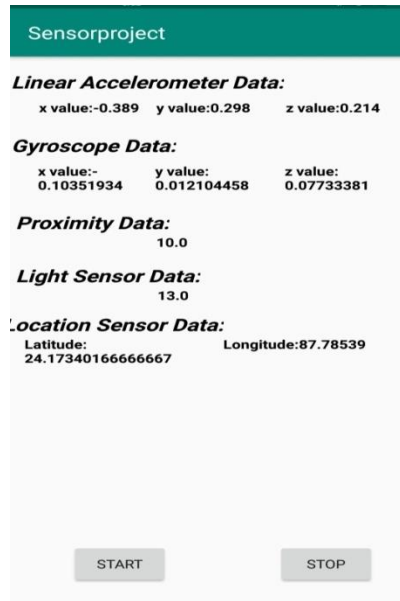 Sensorproject
Linear Accelerometer Data:
x value:-0.389 y value:0.298 z value:0.214
Gyroscope Data:
x value:- y value: z value:
0.10351934 0.012104458 0.07733381
Proximity Data:
10.0
Light Sensor Data:
13.0
Location Sensor Data:
Latitude: Longitude:87.78539
24.17340166666667
START STOP